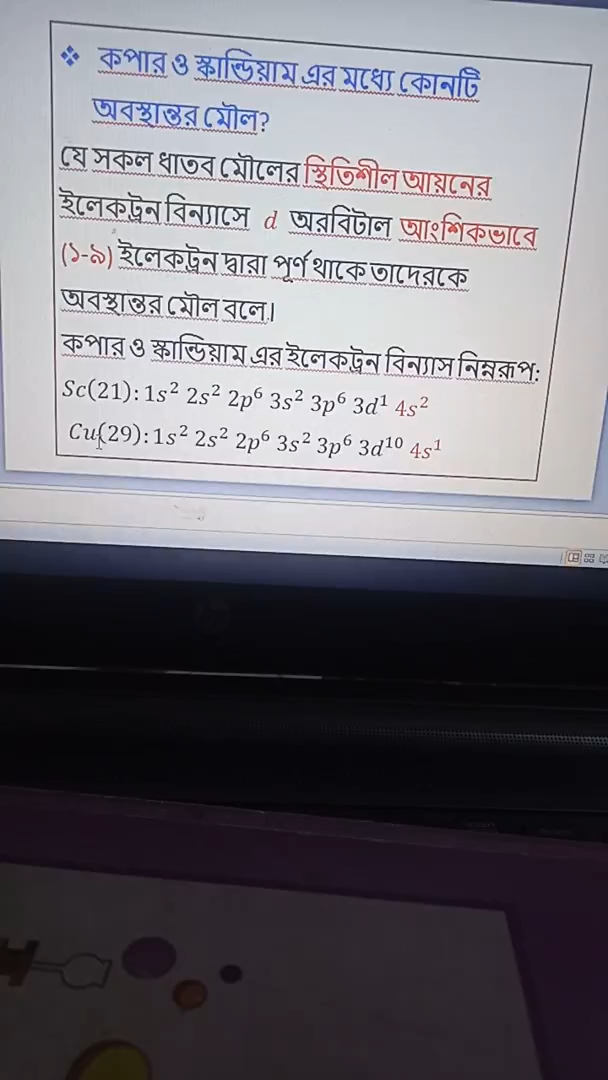 ❖ কপার ও স্কান্ডিয়াম এর মধ্যে কোনটি
অবস্থান্তর মৌল?
যে সকল ধাতব মৌলের স্থিতিশীল আয়নের
ইলেকট্রন বিন্যাসে d অরবিটাল আংশিকভাবে
(১-৯) ইলেকট্রন দ্বারা পূর্ণ থাকে তাদেরকে
অবস্থান্তর মৌল বলে।
কপার ও স্কান্ডিয়াম এর ইলেকট্রন বিন্যাস নিম্নরূপ:
Sc(21): 1s² 2s² 2p⁶ 3s² 3p⁶ 3d¹ 4s²
Cu(29): 1s² 2s² 2p⁶ 3s² 3p⁶ 3d¹⁰ 4s¹